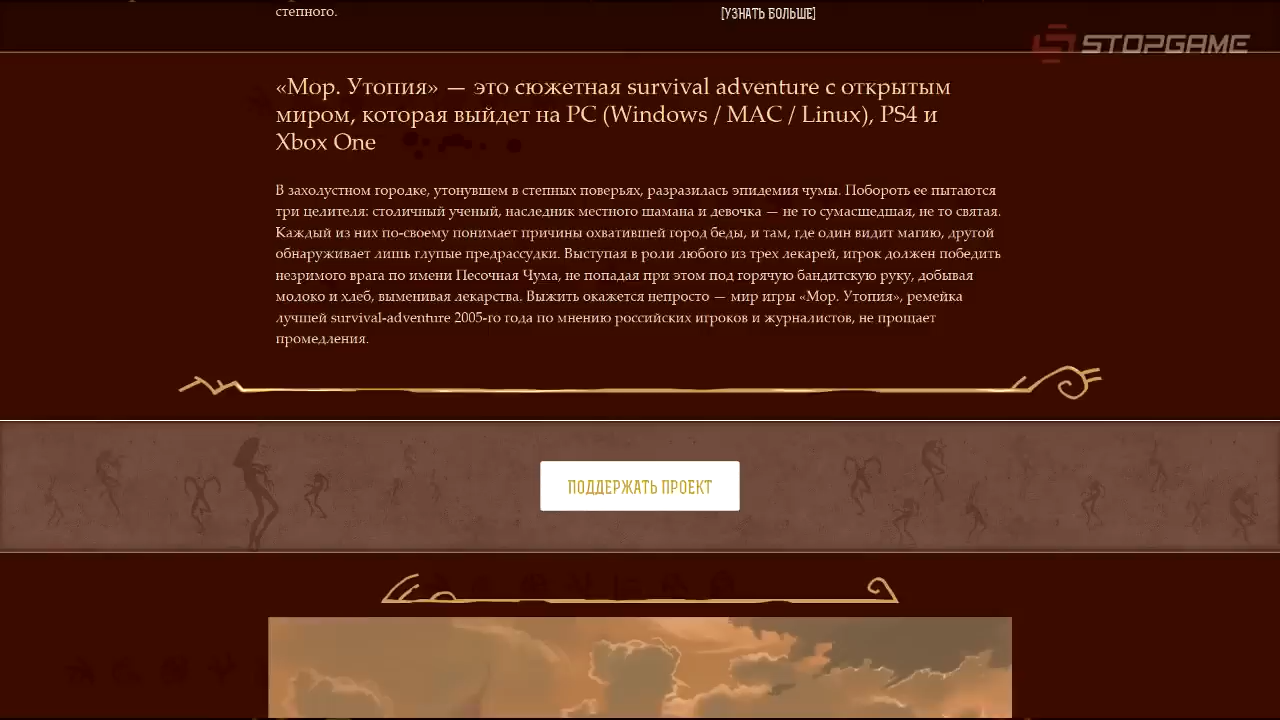 степного.
[УЗНАТЬ БОЛЬШЕ]
STOPGAME
«Мор. Утопия» — это сюжетная survival adventure с открытым
миром, которая выйдет на PC (Windows / MAC / Linux), PS4 и
Xbox One
В захолустном городке, утонувшем в степных поверьях, разразилась эпидемия чумы. Побороть ее пытаются
три целителя: столичный ученый, наследник местного шамана и девочка — не то сумасшедшая, не то святая.
Каждый из них по-своему понимает причины охватившей город беды, и там, где один видит магию, другой
обнаруживает лишь глупые предрассудки. Выступая в роли любого из трех лекарей, игрок должен победить
незримого врага по имени Песочная Чума, не попадая при этом под горячую бандитскую руку, добывая
молоко и хлеб, выменивая лекарства. Выжить окажется непросто — мир игры «Мор. Утопия», ремейка
лучшей survival-adventure 2005-го года по мнению российских игроков и журналистов, не прощает
промедления.
ПОДДЕРЖАТЬ ПРОЕКТ